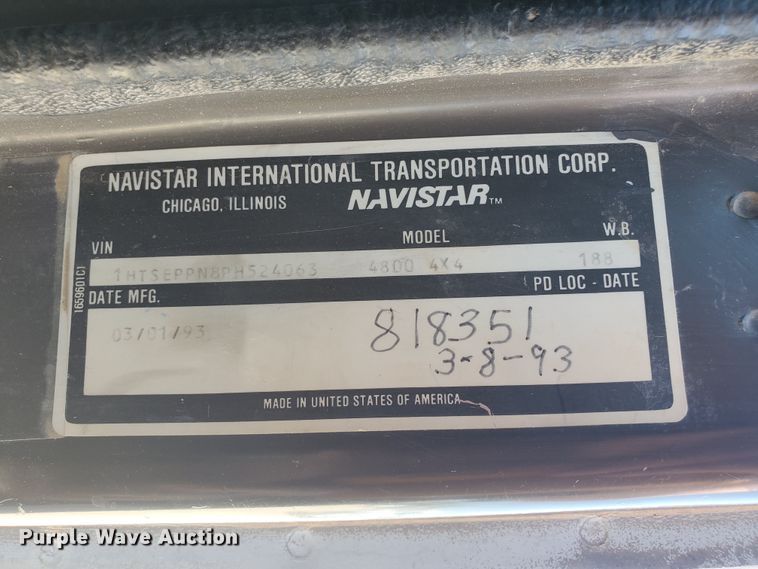 NAVISTAR INTERNATIONAL TRANSPORTATION CORP.
CHICAGO, ILLINOIS NAVISTAR™
VIN MODEL W.B.
1HTSEPPN8PH524063 4800 4X4 188
DATE MFG. PD LOC - DATE
03/01/93 818351
3-8-93
MADE IN UNITED STATES OF AMERICA
1659601C1
Purple Wave Auction